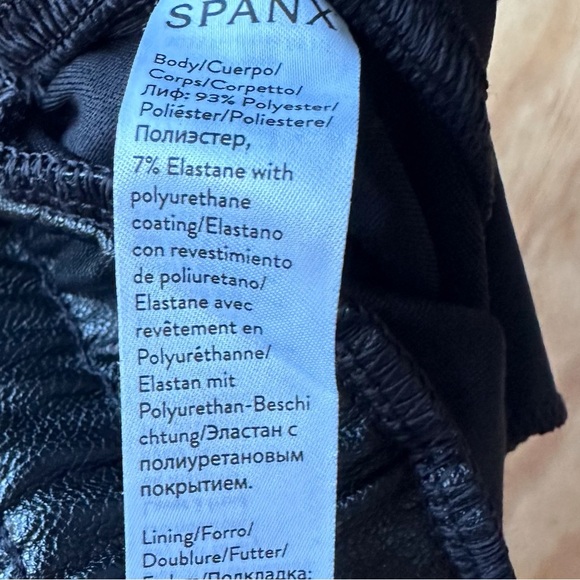 SPANX
Body/Cuerpo/
Corps/Corpetto/
Лиф: 93% Polyester/
Poliéster/Poliestere/
Полиэстер,
7% Elastane with
polyurethane
coating/Elastano
con revestimiento
de poliuretano/
Elastane avec
revêtement en
Polyuréthanne/
Elastan mit
Polyurethan-Beschi
chtung/Эластан с
полиуретановым
покрытием.
Lining/Forro/
Doublure/Futter/
Подкладка: